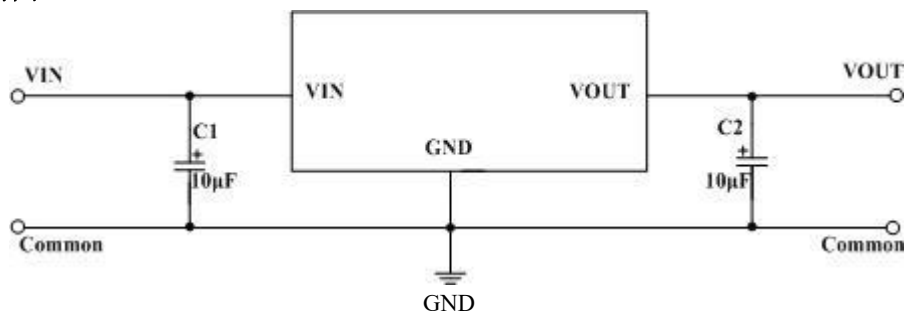 VIN
VOUT
VIN
VOUT
C1
+
10μF
GND
C2
+
10μF
Common
Common
GND